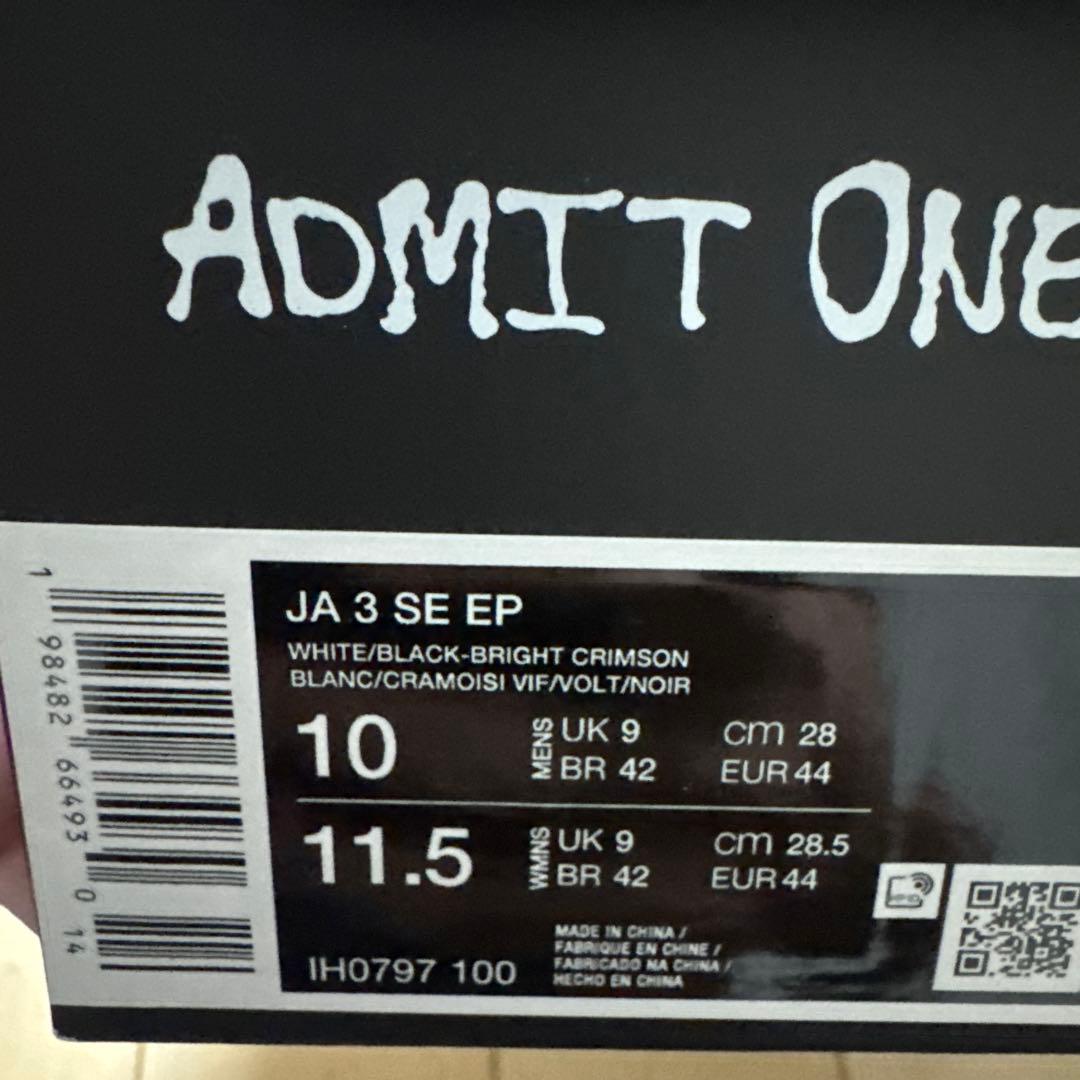 ADMIT ONE
JA 3 SE EP
WHITE/BLACK-BRIGHT CRIMSON
BLANC/CRAMOISI VIF/VOLT/NOIR
10 MENS UK 9 cm 28
BR 42 EUR 44
11.5 WMNS UK 9 cm 28.5
BR 42 EUR 44
IH0797 100
MADE IN CHINA /
FABRIQUE EN CHINE /
FABRICADO NA CHINA /
HECHO EN CHINA
RFID
1 98482 66493 0 14